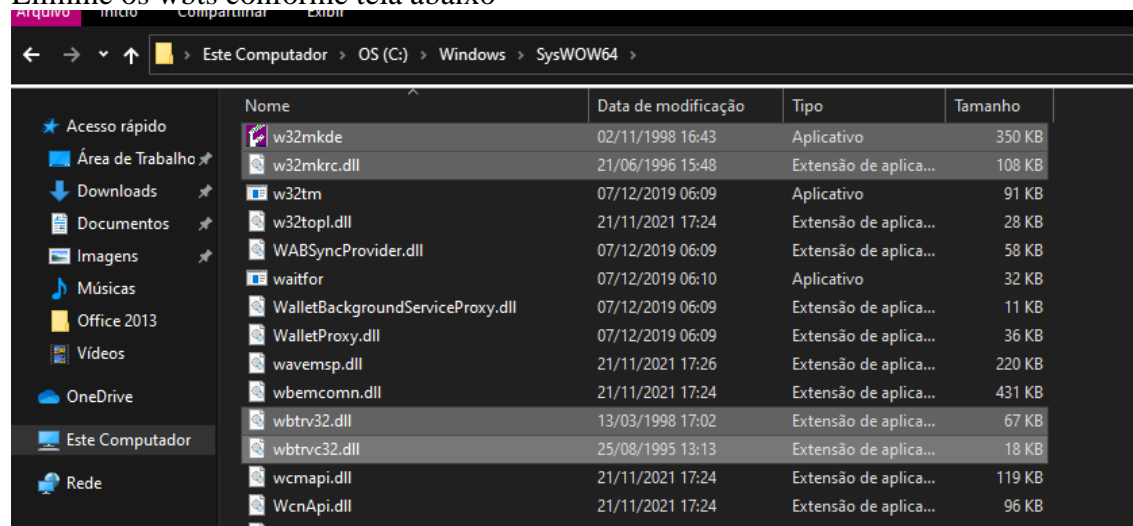 Elimine os wbts conforme tela abaixo
Arquivo Início Compartilhar Exibir
Este Computador > OS (C:) > Windows > SysWOW64 >
Nome Data de modificação Tipo Tamanho
Acesso rápido
Área de Trabalho
Downloads
Documentos
Imagens
Músicas
Office 2013
Vídeos
OneDrive
Este Computador
Rede
w32mkde 02/11/1998 16:43 Aplicativo 350 KB
w32mkrc.dll 21/06/1996 15:48 Extensão de aplica... 108 KB
w32tm 07/12/2019 06:09 Aplicativo 91 KB
w32topl.dll 21/11/2021 17:24 Extensão de aplica... 28 KB
WABSyncProvider.dll 07/12/2019 06:09 Extensão de aplica... 58 KB
waitfor 07/12/2019 06:10 Aplicativo 32 KB
WalletBackgroundServiceProxy.dll 07/12/2019 06:09 Extensão de aplica... 11 KB
WalletProxy.dll 07/12/2019 06:09 Extensão de aplica... 36 KB
wavemsp.dll 21/11/2021 17:26 Extensão de aplica... 220 KB
wbemcomn.dll 21/11/2021 17:24 Extensão de aplica... 431 KB
wbtrv32.dll 13/03/1998 17:02 Extensão de aplica... 67 KB
wbtrvc32.dll 25/08/1995 13:13 Extensão de aplica... 18 KB
wcmapi.dll 21/11/2021 17:24 Extensão de aplica... 119 KB
WcnApi.dll 21/11/2021 17:24 Extensão de aplica... 96 KB